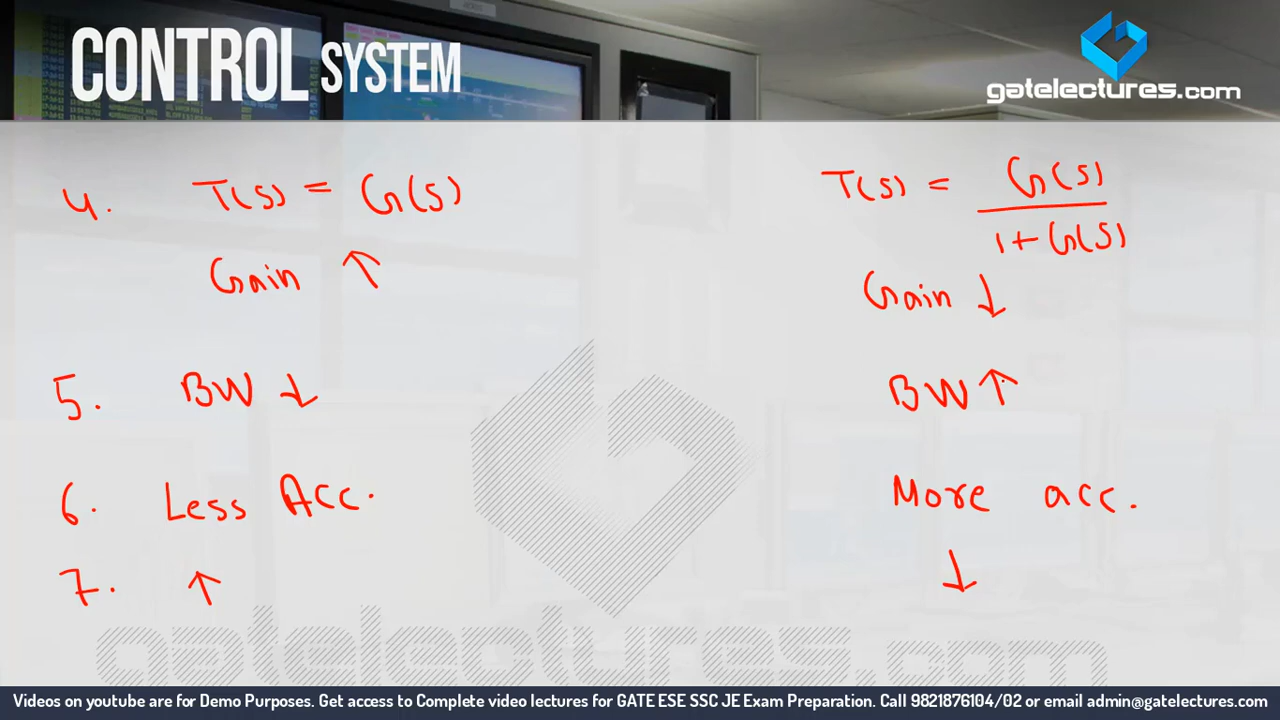 CONTROL SYSTEM
gatelectures.com
4. T(s) = G(s)
T(s) = G(s) / 1+G(s)
Gain ↑
Gain ↓
5. BW ↓
BW ↑
6. Less Acc.
More acc.
7. ↑
↓
gatelectures.com
Videos on youtube are for Demo Purposes. Get access to Complete video lectures for GATE ESE SSC JE Exam Preparation. Call 9821876104/02 or email admin@gatelectures.com